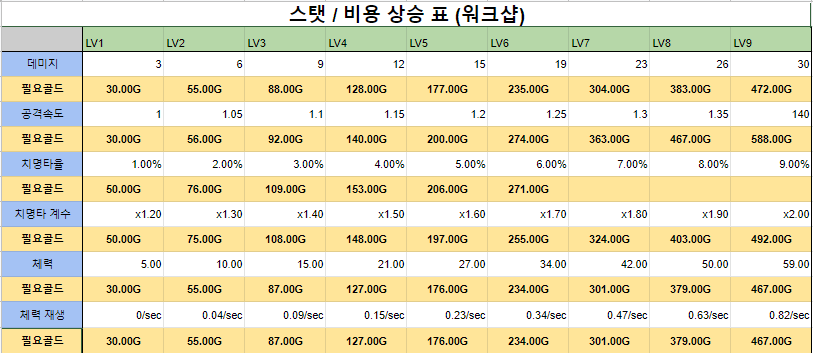 스탯 / 비용 상승 표 (워크샵)
LV1 LV2 LV3 LV4 LV5 LV6 LV7 LV8 LV9
데미지 3 6 9 12 15 19 23 26 30
필요골드 30.00G 55.00G 88.00G 128.00G 177.00G 235.00G 304.00G 383.00G 472.00G
공격속도 1 1.05 1.1 1.15 1.2 1.25 1.3 1.35 140
필요골드 30.00G 56.00G 92.00G 140.00G 200.00G 274.00G 363.00G 467.00G 588.00G
치명타율 1.00% 2.00% 3.00% 4.00% 5.00% 6.00% 7.00% 8.00% 9.00%
필요골드 50.00G 76.00G 109.00G 153.00G 206.00G 271.00G
치명타 계수 x1.20 x1.30 x1.40 x1.50 x1.60 x1.70 x1.80 x1.90 x2.00
필요골드 50.00G 75.00G 108.00G 148.00G 197.00G 255.00G 324.00G 403.00G 492.00G
체력 5.00 10.00 15.00 21.00 27.00 34.00 42.00 50.00 59.00
필요골드 30.00G 55.00G 87.00G 127.00G 176.00G 234.00G 301.00G 379.00G 467.00G
체력 재생 0/sec 0.04/sec 0.09/sec 0.15/sec 0.23/sec 0.34/sec 0.47/sec 0.63/sec 0.82/sec
필요골드 30.00G 55.00G 87.00G 127.00G 176.00G 234.00G 301.00G 379.00G 467.00G